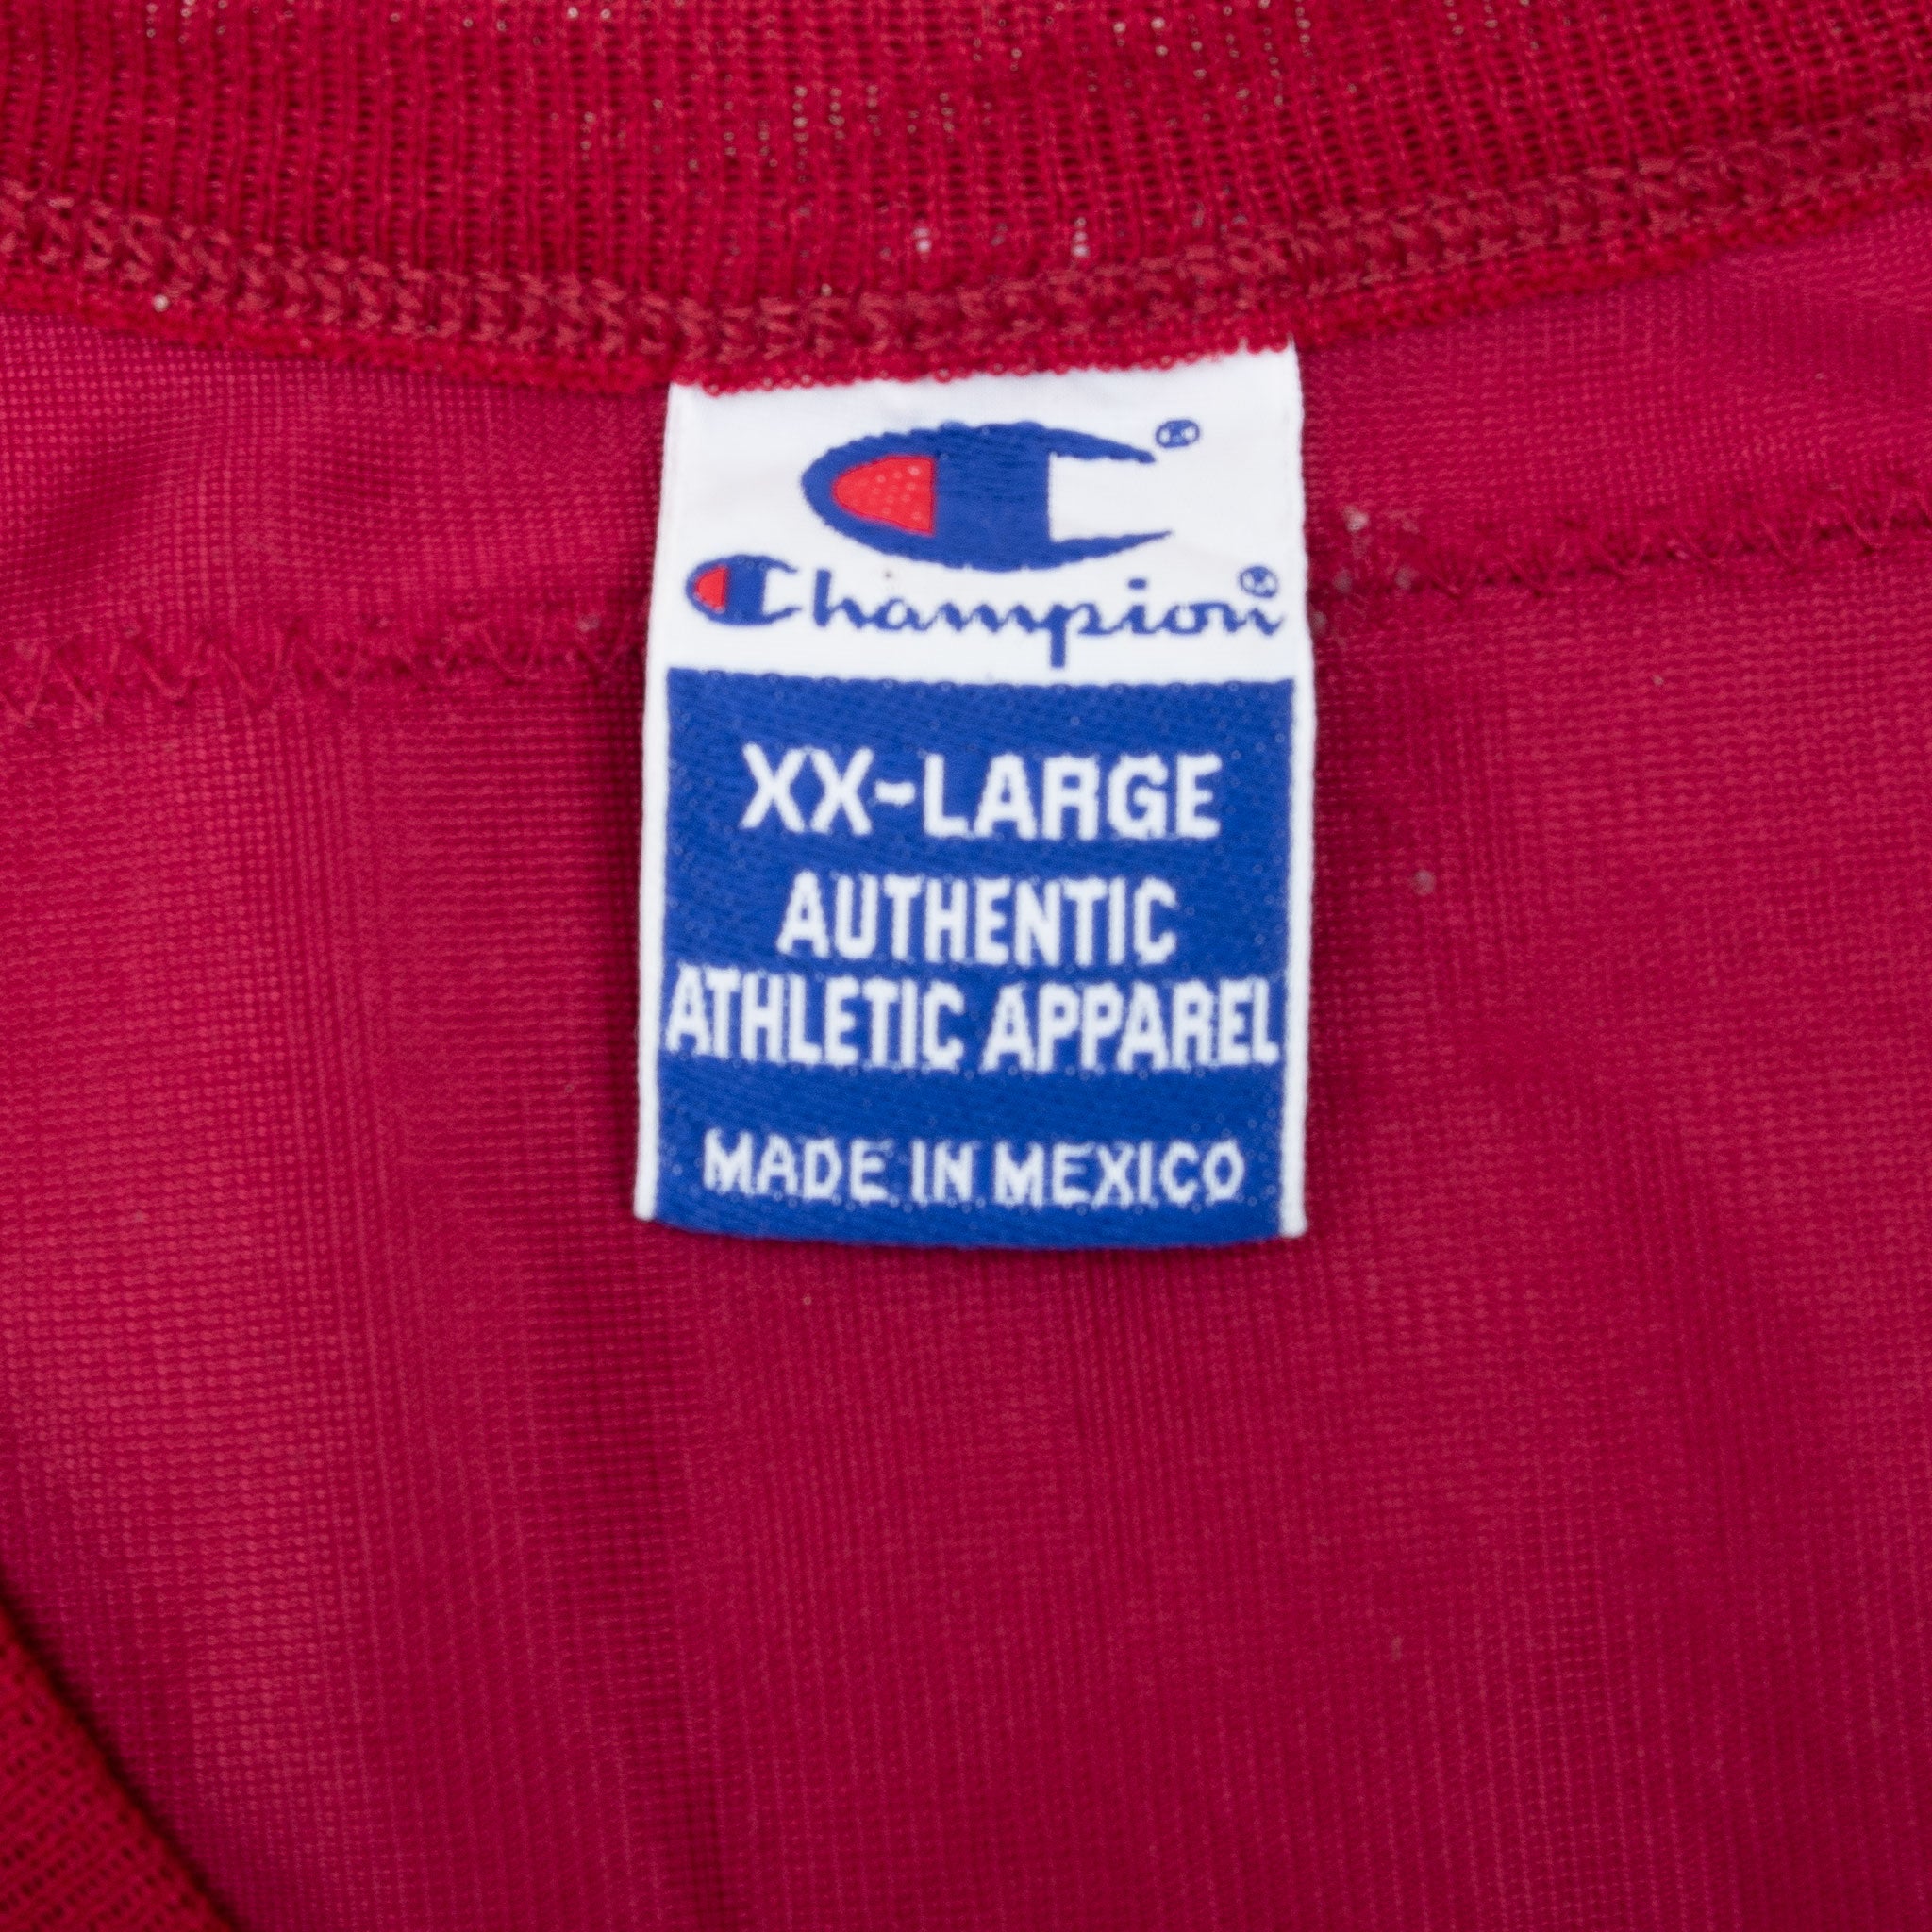 Champion
XX-LARGE
AUTHENTIC
ATHLETIC APPAREL
MADE IN MEXICO